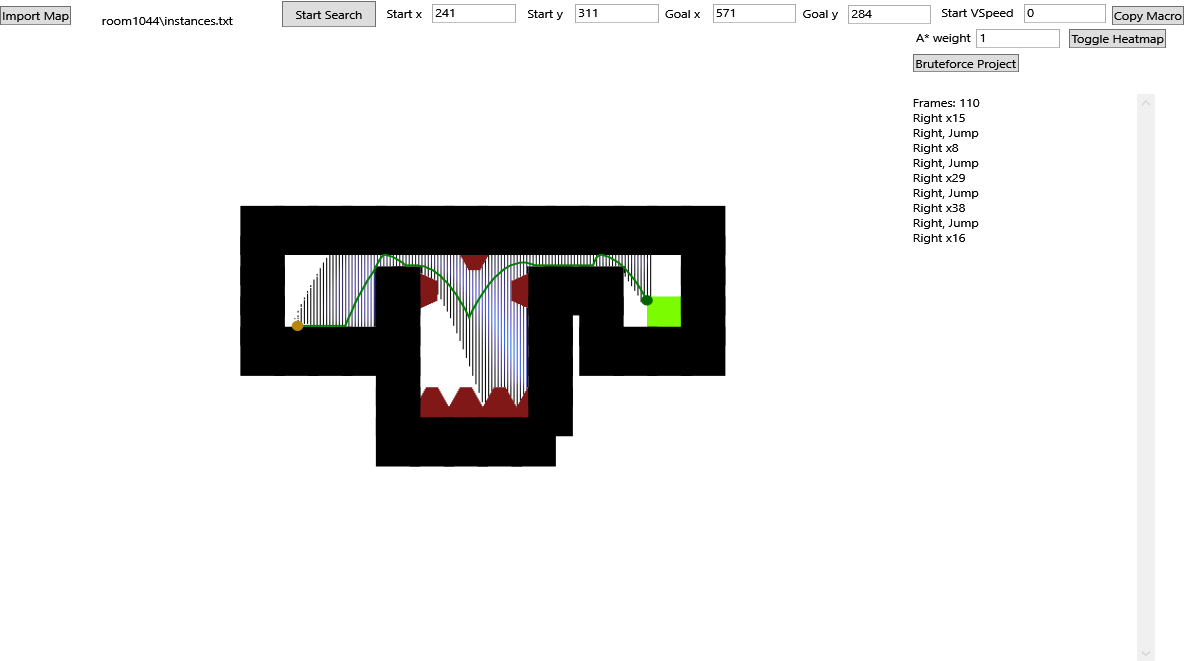 Import Map
room1044\instances.txt
Start Search
Start x 241
Start y 311
Goal x 571
Goal y 284
Start VSpeed 0
Copy Macro
A* weight 1
Toggle Heatmap
Bruteforce Project
Frames: 110
Right x15
Right, Jump
Right x8
Right, Jump
Right x29
Right, Jump
Right x38
Right, Jump
Right x16